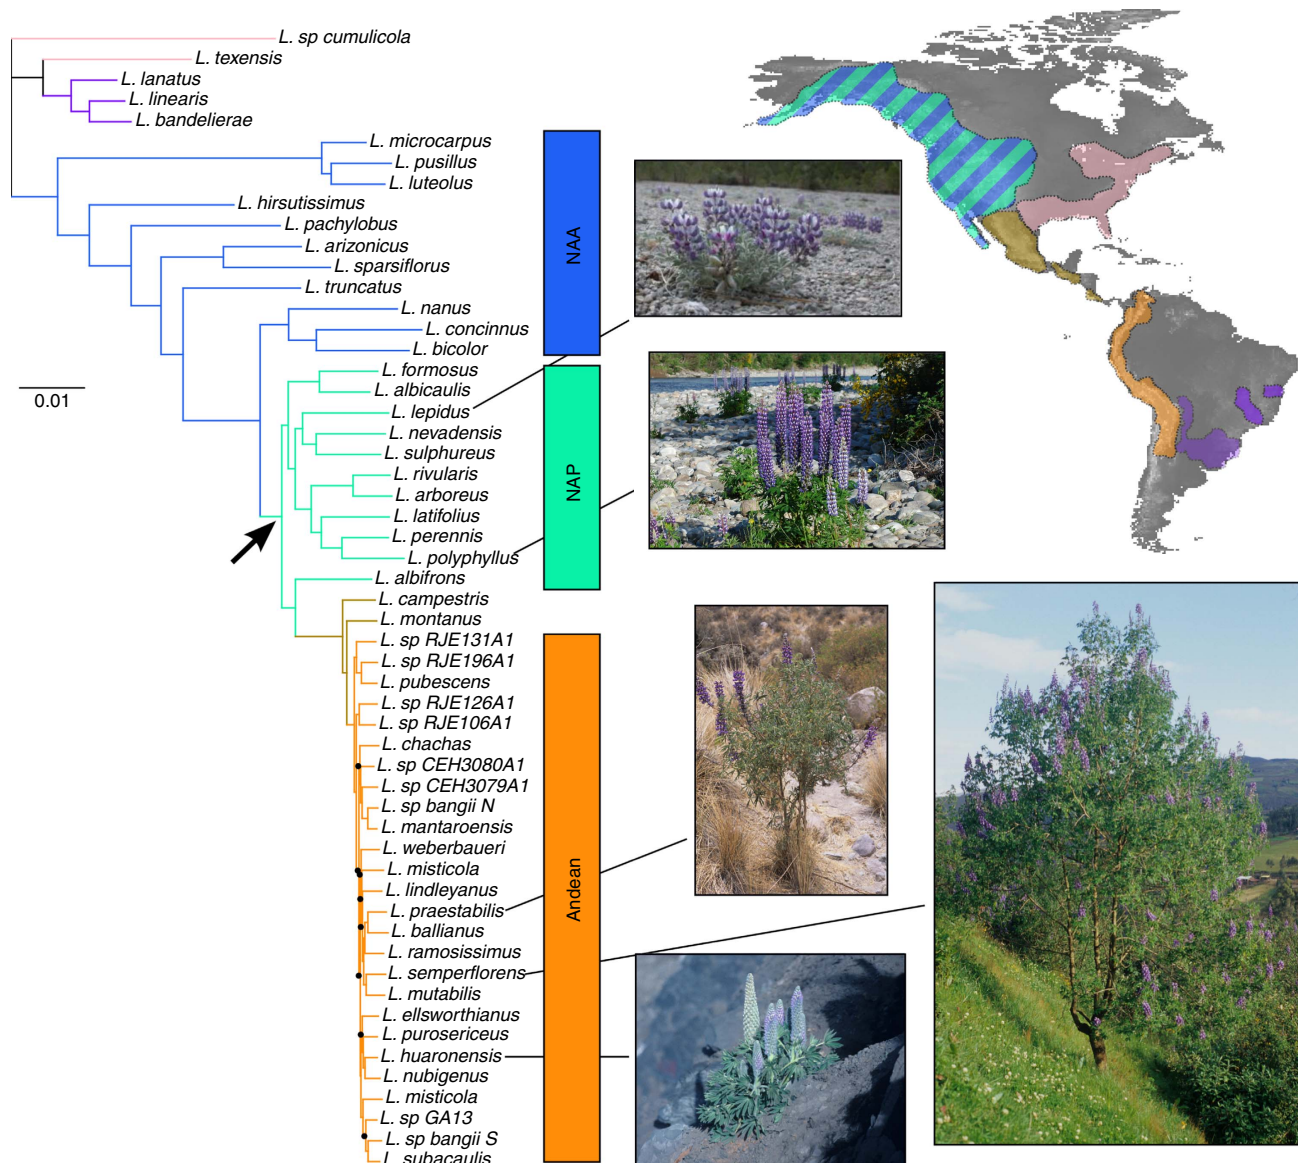 L. sp cumulicola
L. texensis
L. lanatus
L. linearis
L. bandelierae
L. microcarpus
L. pusillus
L. luteolus
L. hirsutissimus
L. pachylobus
L. arizonicus
L. sparsiflorus
L. truncatus
L. nanus
L. concinnus
L. bicolor
L. formosus
L. albicaulis
L. lepidus
L. nevadensis
L. sulphureus
L. rivularis
L. arboreus
L. latifolius
L. perennis
L. polyphyllus
L. albifrons
L. campestris
L. montanus
L. sp RJE131A1
L. sp RJE196A1
L. pubescens
L. sp RJE126A1
L. sp RJE106A1
L. chachas
L. sp CEH3080A1
L. sp CEH3079A1
L. sp bangii N
L. mantaroensis
L. weberbaueri
L. misticola
L. lindleyanus
L. praestabilis
L. ballianus
L. ramosissimus
L. semperflorens
L. mutabilis
L. ellsworthianus
L. purosericeus
L. huaronensis
L. nubigenus
L. misticola
L. sp GA13
L. sp bangii S
L. subacaulis
0.01
NAA
NAP
Andean